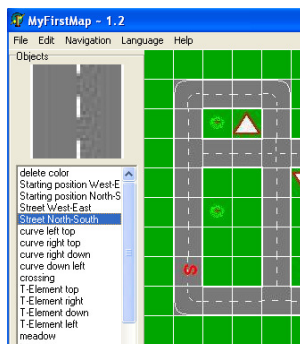 MyFirstMap - 1.2
File Edit Navigation Language Help
Objects
delete color
Starting position West-E
Starting position North-S
Street West-East
Street North-South
curve left top
curve right top
curve right down
curve down left
crossing
T-Element top
T-Element right
T-Element down
T-Element left
meadow
S